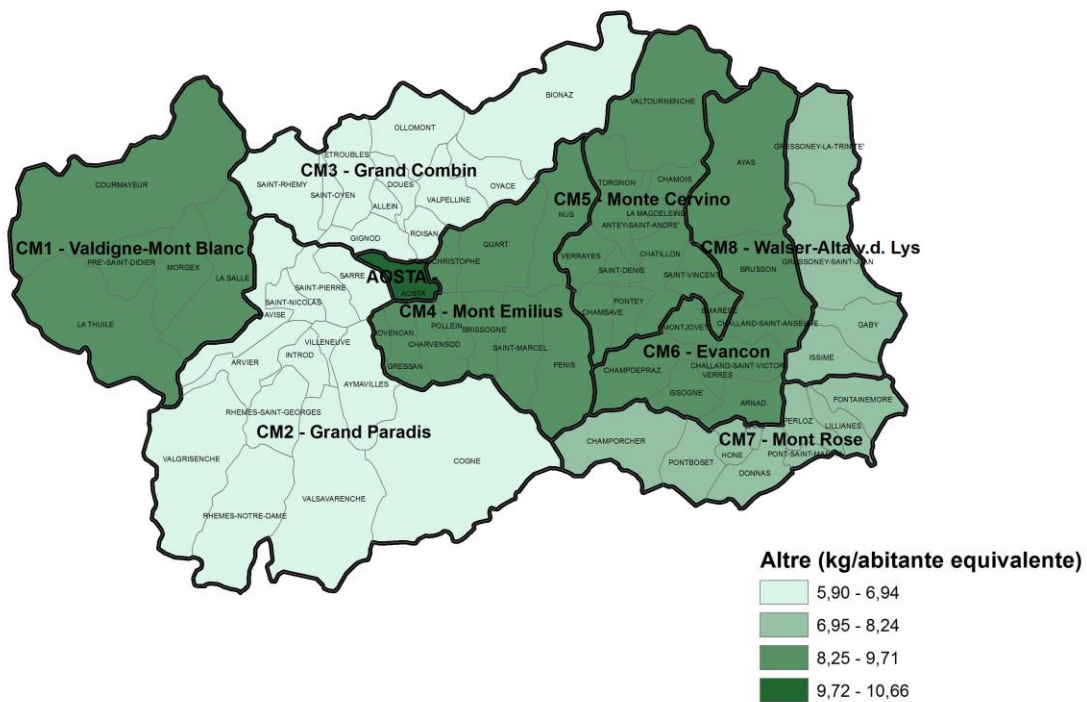 BIONAZ
VALTOURNENCHE
OLLOMONT
ETROUBLES
CM3 - Grand Combin
SAINT-RHEMY
SAINT-OYEN
DOUES
ALLEIN
VALPELLINE
OYACE
GIGNOD
ROISAN
COURMAYEUR
CM1 - Valdigne-Mont Blanc
PRE'-SAINT-DIDIER
MORGEX
LA SALLE
LA THUILE
AYAS
GRESSONEY-LA-TRINITE'
TORGNON
CHAMOIS
CM5 - Monte Cervino
NUS
LA MAGDELEINE
ANTEY-SAINT-ANDRE'
QUART
CHRISTOPHE
VERRAYES
CHATILLON
SAINT-DENIS
SAINT-VINCENT
CM8 - Walser-Alta v.d. Lys
GRESSONEY-SAINT-JEAN
BRUSSON
AOSTA
AOSTA
SARRE
SAINT-PIERRE
SAINT-NICOLAS
AVISE
CM4 - Mont Emilius
PONTEY
CHAMBAVE
EMARESE
MONTJOVET
CHALLAND-SAINT-ANSELME
GABY
JOVENCAN
POLLEIN
BRISSOGNE
CHARVENSOD
SAINT-MARCEL
GRESSAN
FENIS
VILLENEUVE
INTROD
ARVIER
AYMAVILLES
CM6 - Evancon
ISSIME
CHALLAND-SAINT-VICTOR
CHAMPDEPRAZ
VERRES
ISSOGNE
ARNAD
RHEMES-SAINT-GEORGES
CM2 - Grand Paradis
FONTAINEMORE
PERLOZ
LILLIANES
CM7 - Mont Rose
CHAMPORCHER
HONE
PONT-SAINT-MARTIN
PONTBOSET
DONNAS
VALGRISENCHE
COGNE
VALSAVARENCHE
RHEMES-NOTRE-DAME
Altre (kg/abitante equivalente)
5,90 - 6,94
6,95 - 8,24
8,25 - 9,71
9,72 - 10,66